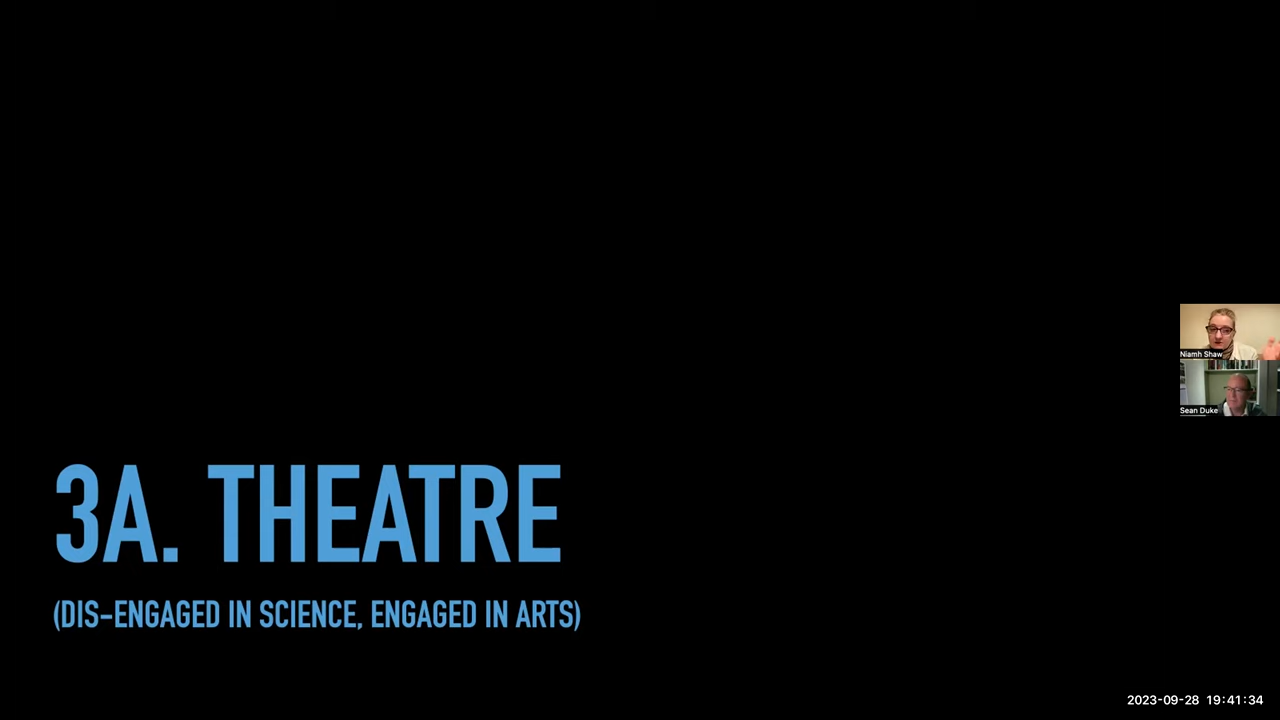 Niamh Shaw
Sean Duke
3A. THEATRE
(DIS-ENGAGED IN SCIENCE, ENGAGED IN ARTS)
2023-09-28 19:41:34